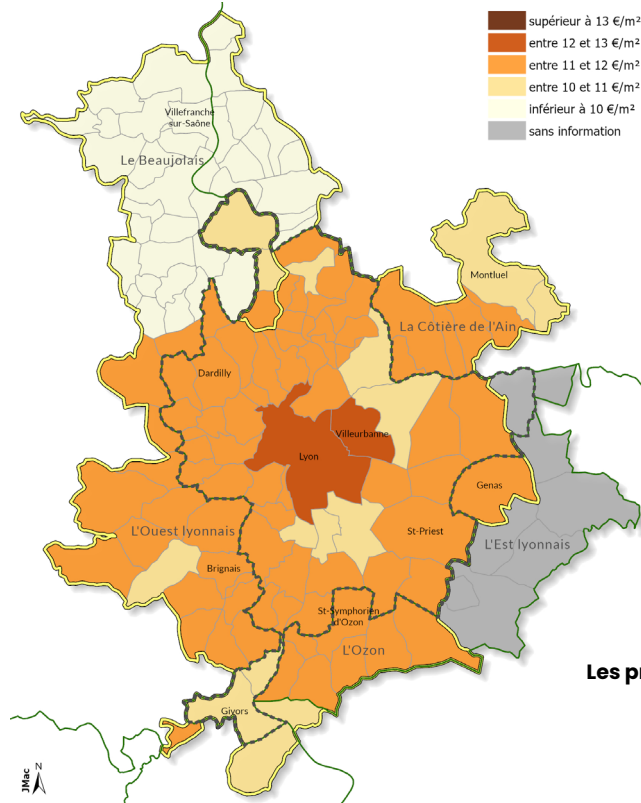 supérieur à 13 €/m²
entre 12 et 13 €/m²
entre 11 et 12 €/m²
entre 10 et 11 €/m²
inférieur à 10 €/m²
sans information
Villefranche
sur-Saône
Le Beaujolais
Montluel
La Côtière de l'Ain
Dardilly
Villeurbanne
Lyon
Genas
L'Ouest lyonnais
St-Priest
L'Est lyonnais
Brignais
St-Symphorien
d'Ozon
L'Ozon
Les pr
Givors
JMac
N